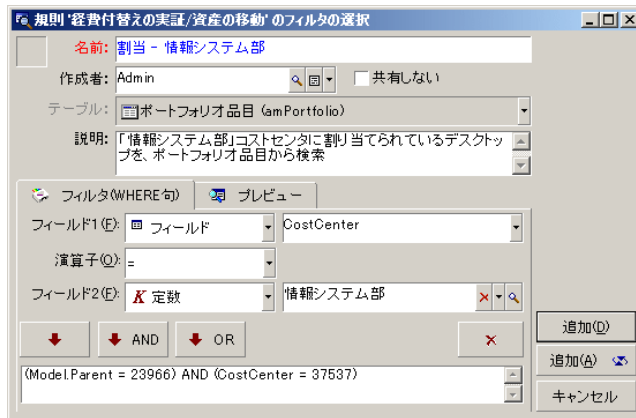 規則 '経費付替えの実証/資産の移動' のフィルタの選択
名前: 割当 - 情報システム部
作成者: Admin 共有しない
テーブル: ポートフォリオ品目 (amPortfolio)
説明: 「情報システム部」コストセンタに割り当てられているデスクトッ
プを、ポートフォリオ品目から検索
フィルタ(WHERE句) プレビュー
フィールド1(F): フィールド CostCenter
演算子(O): =
フィールド2(F): K 定数 情報システム部
AND OR
(Model.Parent = 23966) AND (CostCenter = 37537)
追加(D)
追加(A)
キャンセル